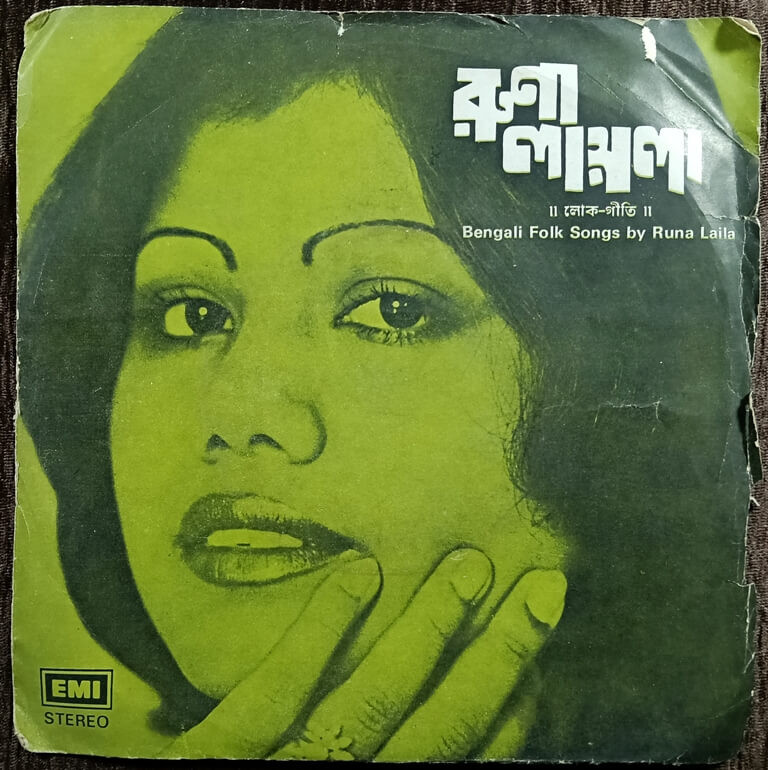 রুণা
লায়লা
॥ লোক-গীতি ॥
Bengali Folk Songs by Runa Laila
EMI
STEREO